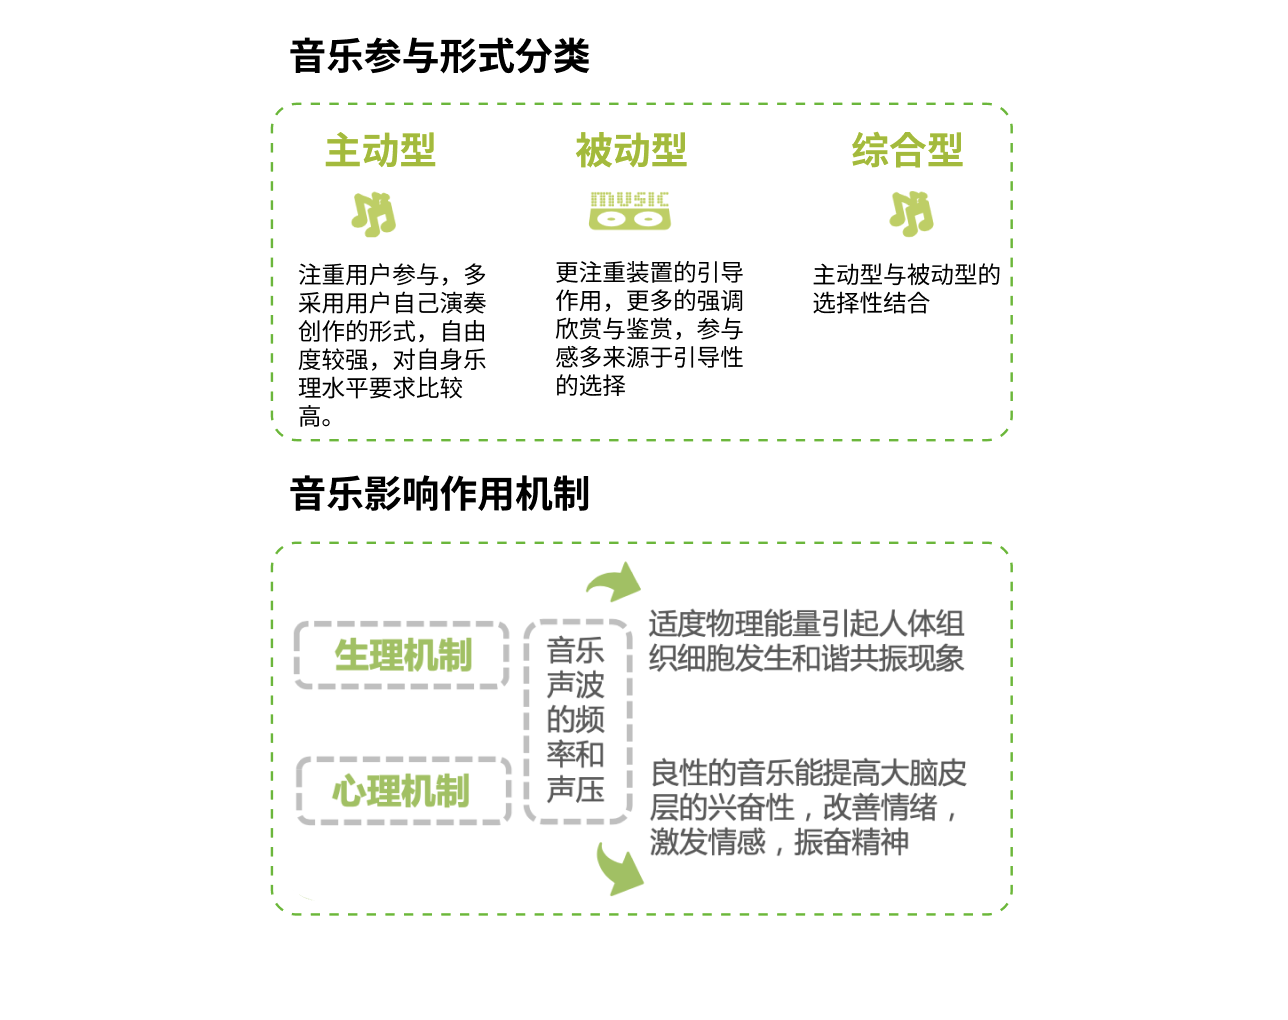 音乐参与形式分类
主动型
被动型
综合型
MUSIC
注重用户参与，多
采用用户自己演奏
创作的形式，自由
度较强，对自身乐
理水平要求比较
高。
更注重装置的引导
作用，更多的强调
欣赏与鉴赏，参与
感多来源于引导性
的选择
主动型与被动型的
选择性结合
音乐影响作用机制
生理机制
心理机制
音乐
声波
的频
率和
声压
适度物理能量引起人体组
织细胞发生和谐共振现象
良性的音乐能提高大脑皮
层的兴奋性，改善情绪，
激发情感，振奋精神